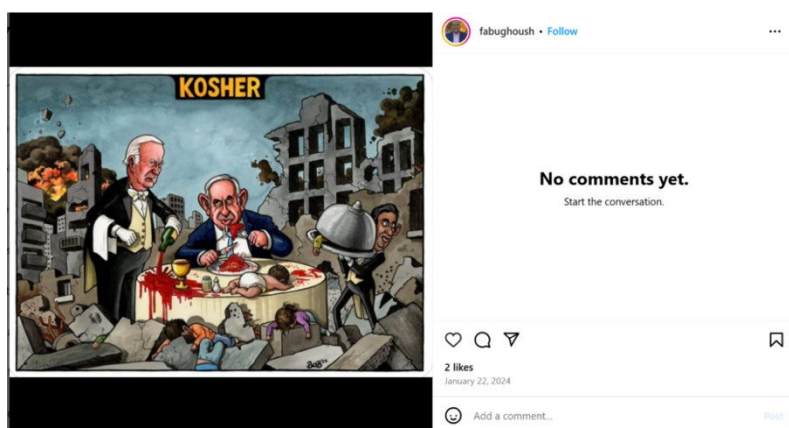 KOSHER
fabughoush • Follow
No comments yet.
Start the conversation.
2 likes
January 22, 2024
Add a comment...
Post